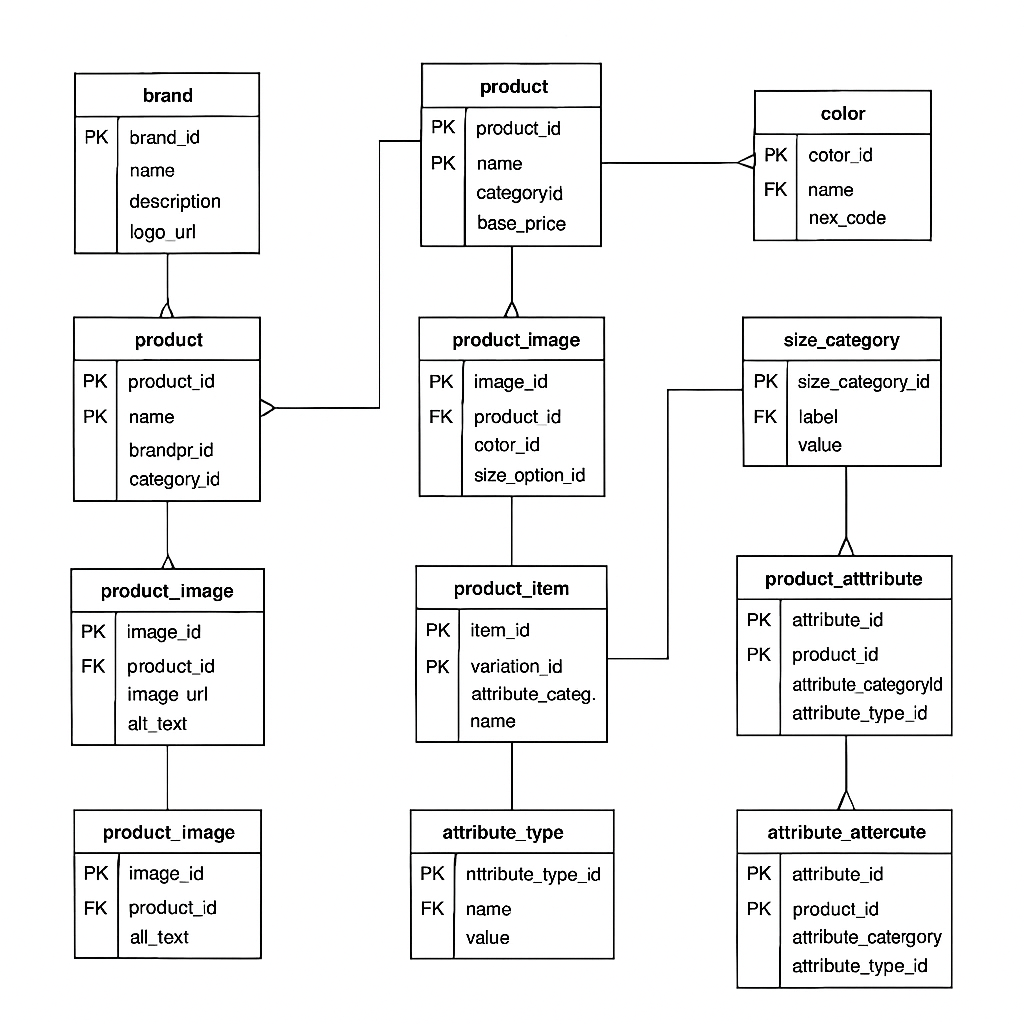 brand
PK brand_id
name
description
logo_url
product
PK product_id
PK name
categoryid
base_price
color
PK cotor_id
FK name
nex_code
product
PK product_id
PK name
brandpr_id
category_id
product_image
PK image_id
FK product_id
cotor_id
size_option_id
size_category
PK size_category_id
FK label
value
product_image
PK image_id
FK product_id
image url
alt_text
product_item
PK item_id
PK variation_id
attribute_categ.
name
product_atttribute
PK attribute_id
PK product_id
attribute_categoryId
attribute_type_id
product_image
PK image_id
FK product_id
all_text
attribute_type
PK nttribute_type_id
FK name
value
attribute_attercute
PK attribute_id
PK product_id
attribute_catergory
attribute_type_id